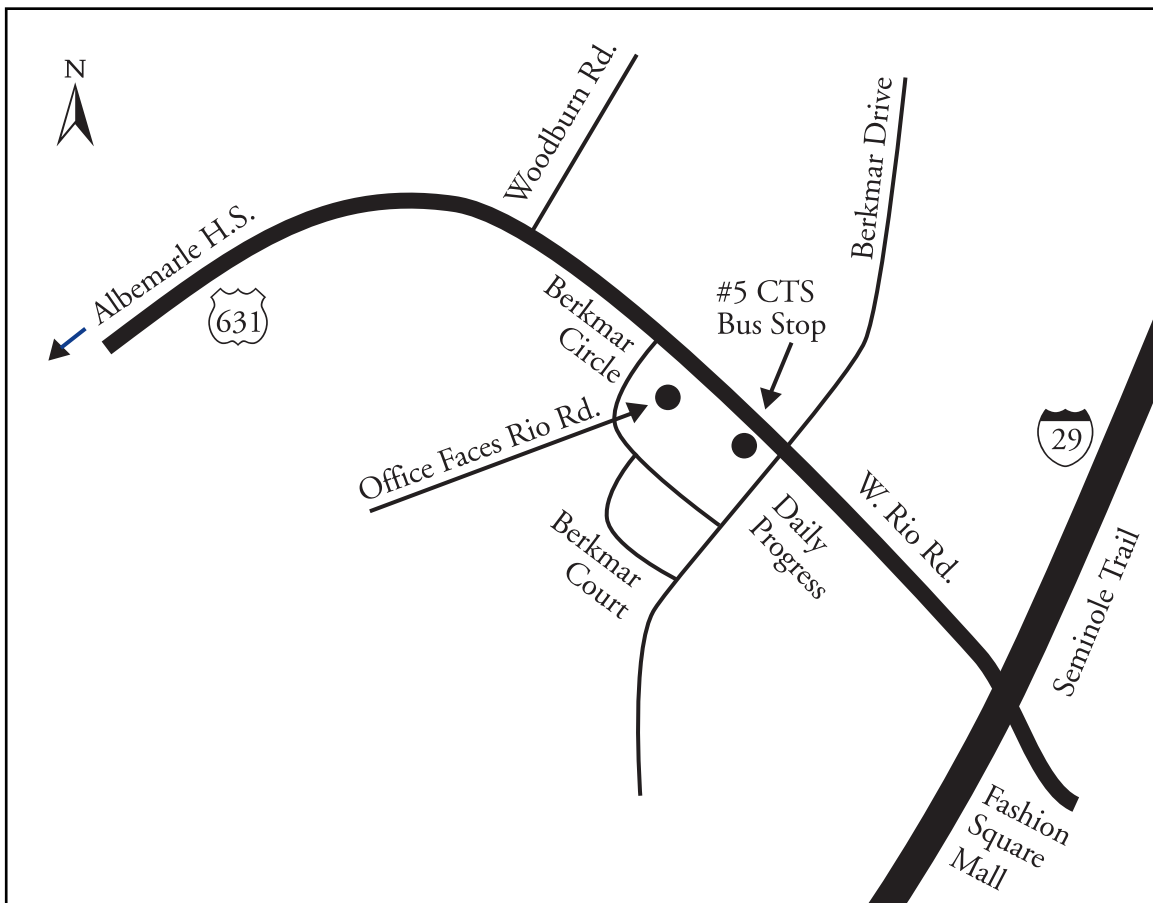 N
Woodburn Rd.
Berkmar Drive
Albemarle H.S.
631
Berkmar
Circle
#5 CTS
Bus Stop
Office Faces Rio Rd.
29
W. Rio Rd.
Daily
Progress
Berkmar
Court
Seminole Trail
Fashion
Square
Mall